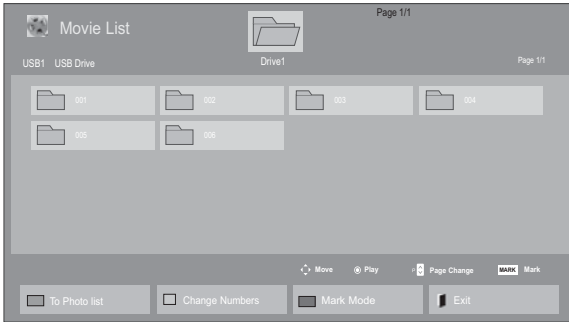 Page 1/1
Movie List
USB1 USB Drive
Drive1
Page 1/1
001 002 003 004
005 006
Move Play P Page Change MARK Mark
To Photo list Change Numbers Mark Mode Exit